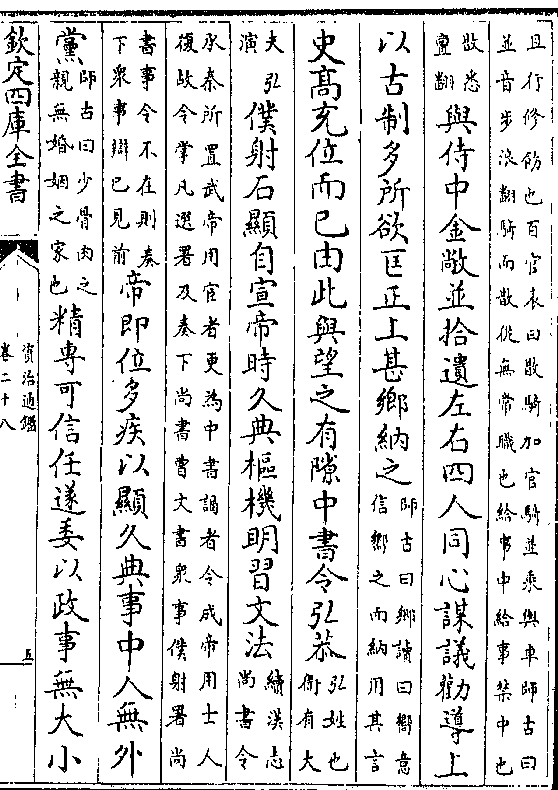 且行修飭也百官表曰散騎加官騎並乘輿車師古曰
並音步浪翻騎而散從無常職也給事中給事禁中也
散悉
亶翻
與侍中金敞並拾遺左右四人同心謀議勸導上
以古制多所欲匡正上甚鄉納之
師古曰鄉讀曰嚮意
信嚮之而納用其言
史高充位而已由此與望之有隙中書令弘恭
弘姓也
衛有大
夫弘
演
僕射石顯自宣帝時久典樞機明習文法
續漢志
尚書令
承秦所置武帝用宦者更為中書謁者令成帝用士人
復故令掌凡選署及奏下尚書曹文書衆事僕射署尚
書事令不在則奏
下衆事辯已見前
帝即位多疾以顯久典事中人無外
黨
師古曰少骨肉之
親無婚姻之家也
精專可信任遂委以政事無大小
欽定四庫全書
資治通鑑
卷二十八
五